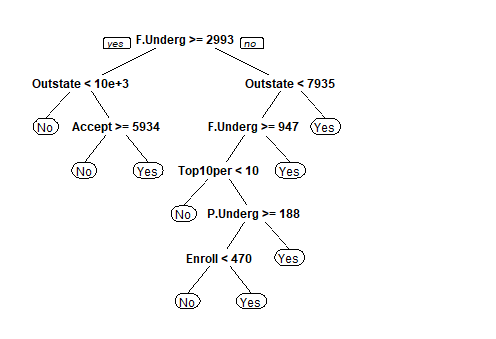 yes F.Underg >= 2993 no
Outstate < 10e+3 Outstate < 7935
No Accept >= 5934 F.Underg >= 947 Yes
No Yes Top10per < 10 Yes
No P.Underg >= 188
Enroll < 470 Yes
No Yes